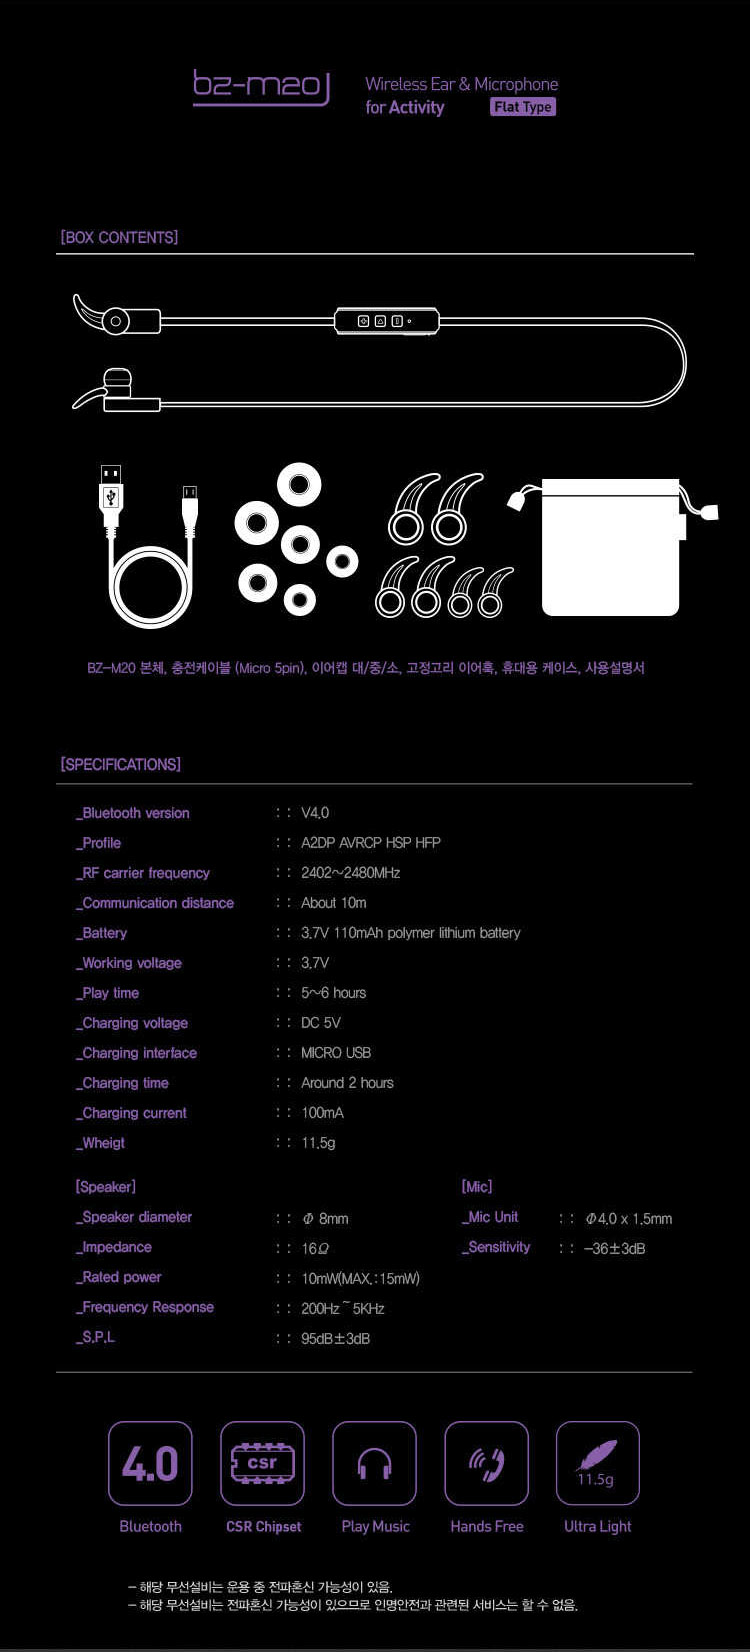 bz-m20
Wireless Ear & Microphone
for Activity Flat Type
[BOX CONTENTS]
BZ-M20 본체, 충전케이블 (Micro 5pin), 이어캡 대/중/소, 고정고리 이어훅, 휴대용 케이스, 사용설명서
[SPECIFICATIONS]
_Bluetooth version : : V4.0
_Profile : : A2DP AVRCP HSP HFP
_RF carrier frequency : : 2402~2480MHz
_Communication distance : : About 10m
_Battery : : 3.7V 110mAh polymer lithium battery
_Working voltage : : 3.7V
_Play time : : 5~6 hours
_Charging voltage : : DC 5V
_Charging interface : : MICRO USB
_Charging time : : Around 2 hours
_Charging current : : 100mA
_Wheigt : : 11.5g
[Speaker]
_Speaker diameter : : Φ 8mm
_Impedance : : 16Ω
_Rated power : : 10mW(MAX.:15mW)
_Frequency Response : : 200Hz ~ 5KHz
_S.P.L : : 95dB±3dB
[Mic]
_Mic Unit : : Φ4.0 x 1.5mm
_Sensitivity : : -36±3dB
4.0
Bluetooth
csr
CSR Chipset
Play Music
Hands Free
11.5g
Ultra Light
- 해당 무선설비는 운용 중 전파혼신 가능성이 있음.
- 해당 무선설비는 전파혼신 가능성이 있으므로 인명안전과 관련된 서비스는 할 수 없음.